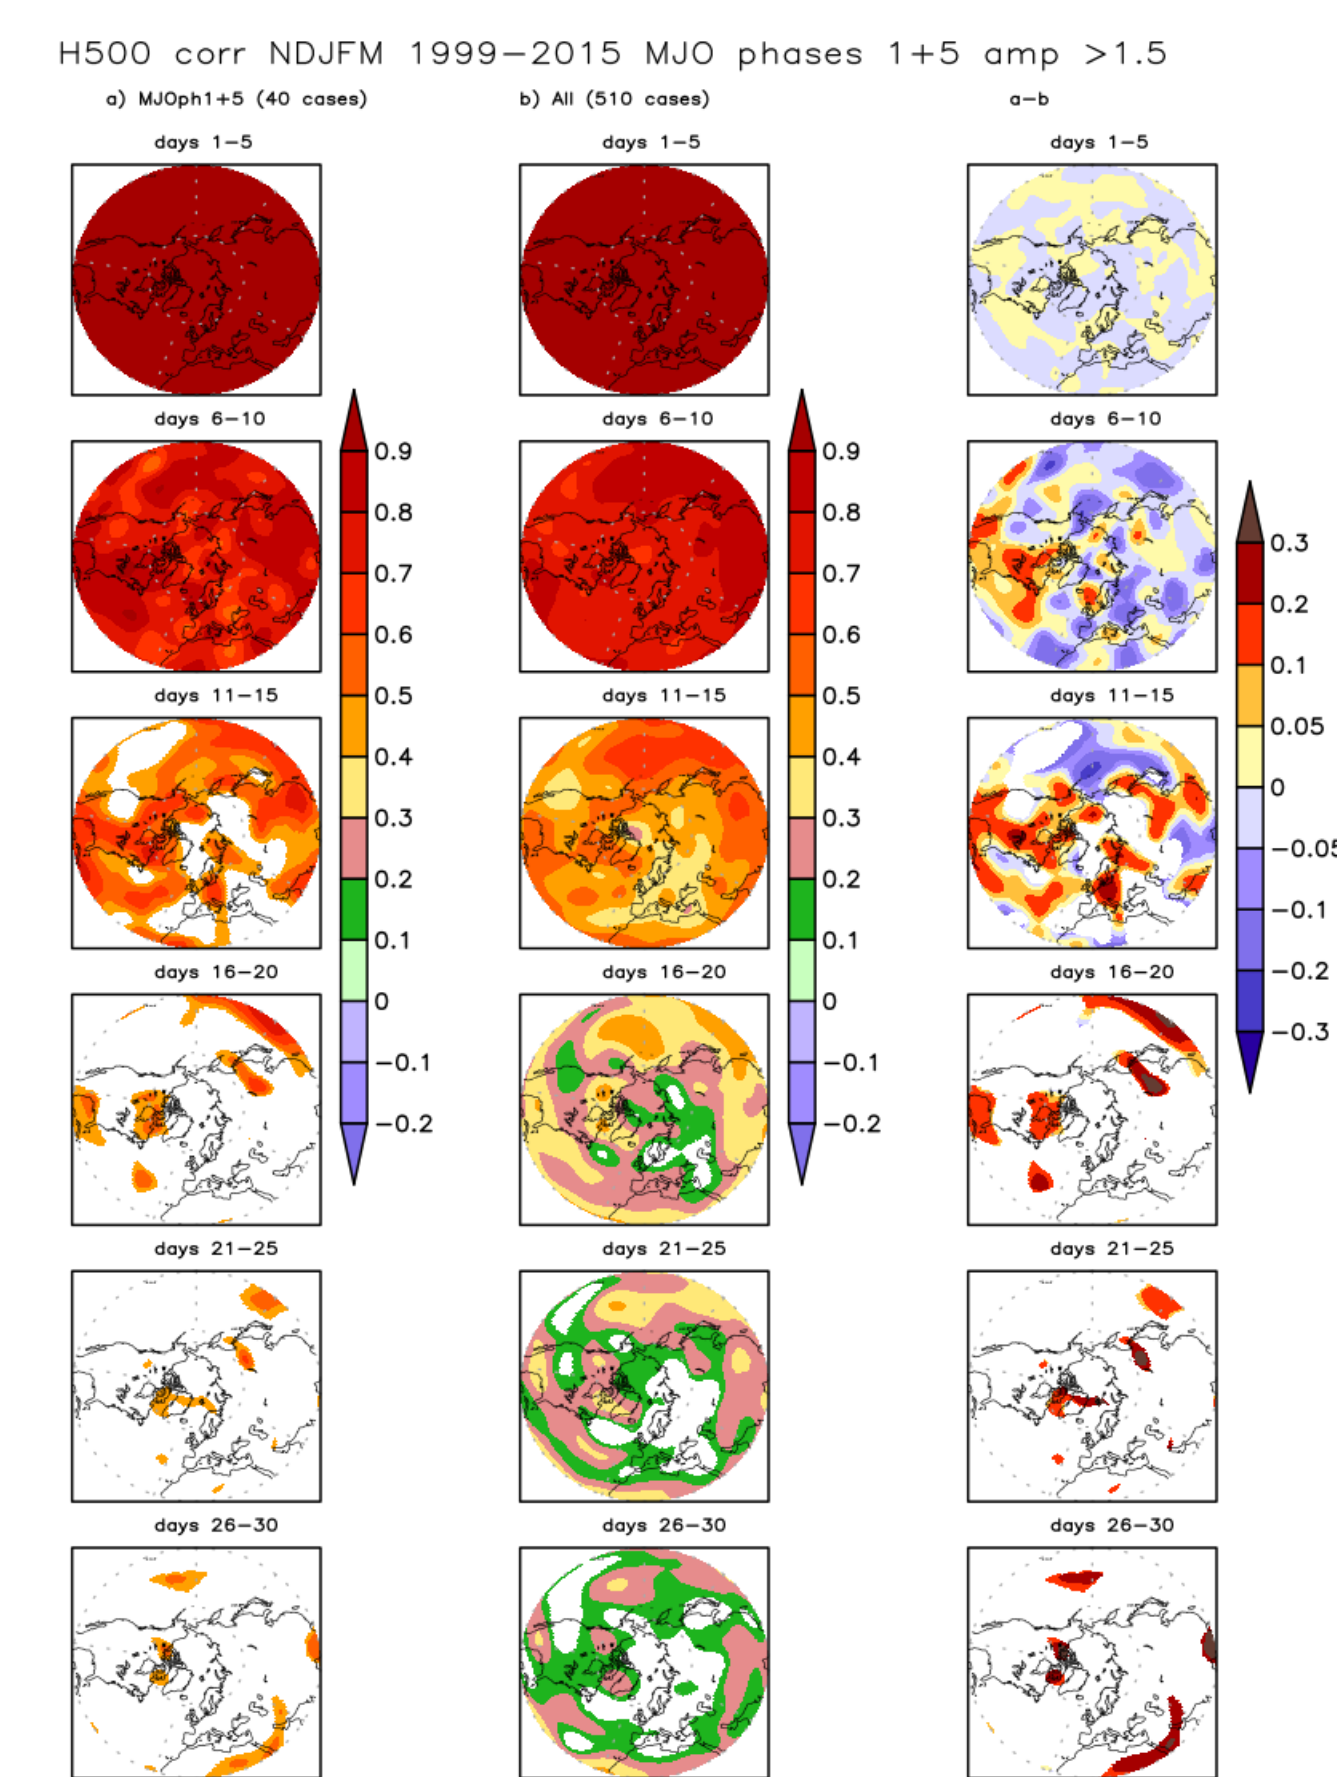 H500 corr NDJFM 1999−2015 MJO phases 1+5 amp >1.5
a) MJOph1+5 (40 cases) b) All (510 cases) a−b
days 1−5 days 1−5 days 1−5
days 6−10 days 6−10 days 6−10
0.9 0.9
0.8 0.8
0.3
0.7 0.7
0.2
0.6 0.6
0.1
days 11−15 days 11−15 days 11−15
0.5 0.5
0.05
0.4 0.4
0
0.3 0.3
−0.05
0.2 0.2
−0.1
0.1 0.1
days 16−20 days 16−20 days 16−20
−0.2
0 0
−0.3
−0.1 −0.1
−0.2 −0.2
days 21−25 days 21−25 days 21−25
days 26−30 days 26−30 days 26−30